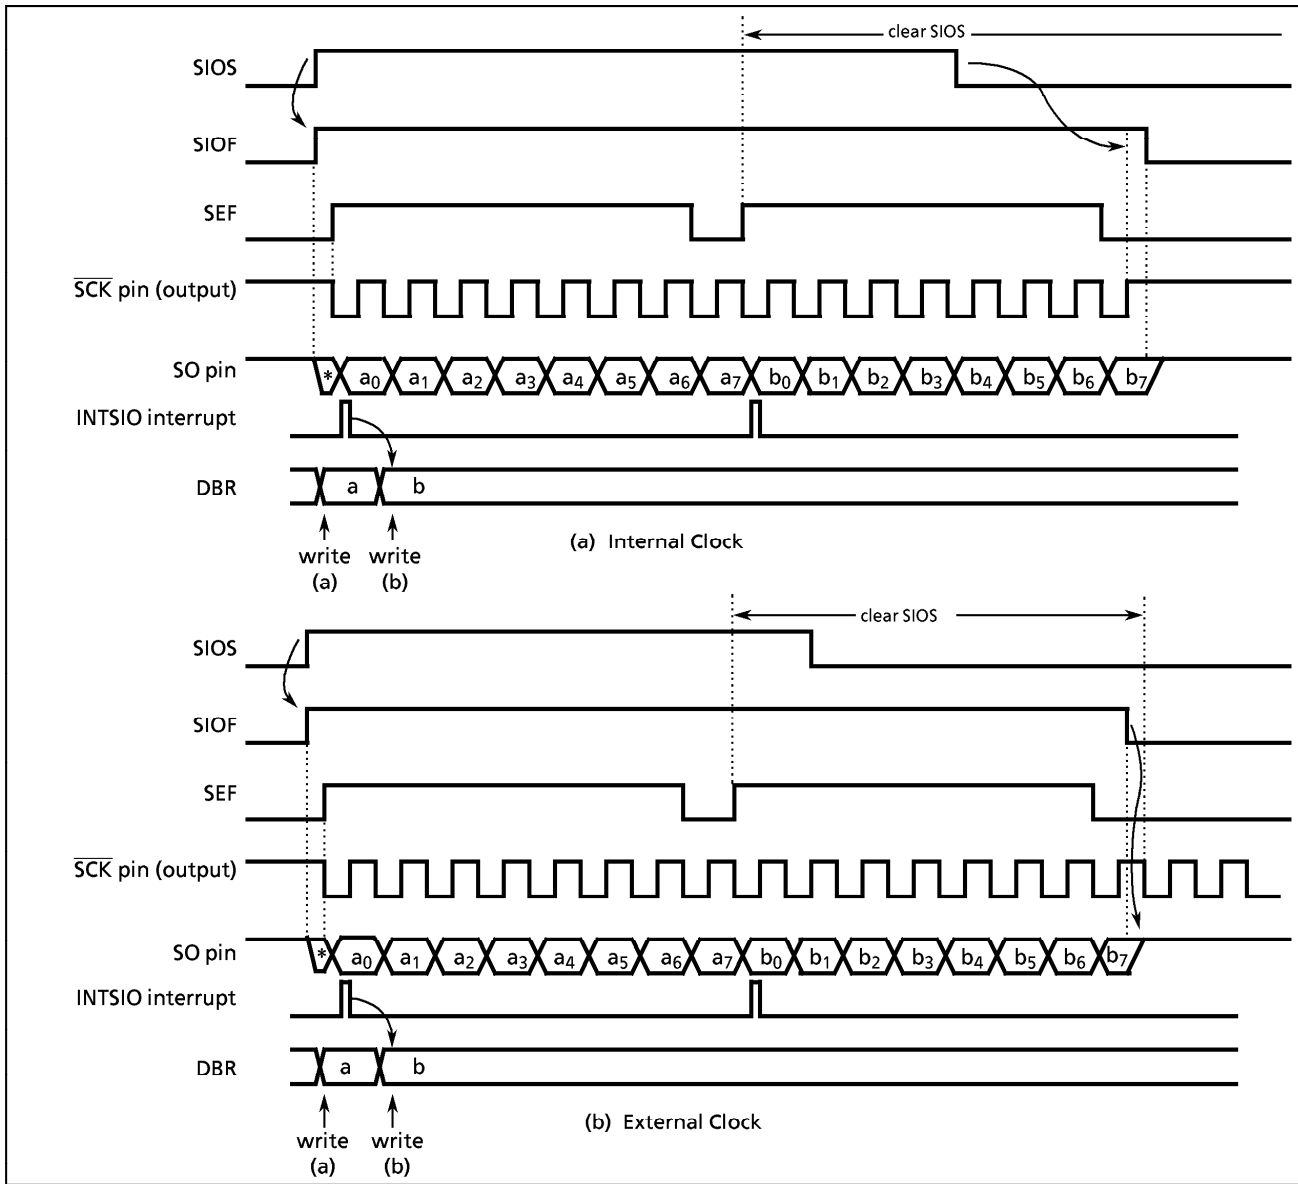 clear SIOS
SIOS
SIOF
SEF
S̅C̅K̅ pin (output)
SO pin * a0 a1 a2 a3 a4 a5 a6 a7 b0 b1 b2 b3 b4 b5 b6 b7
INTSIO interrupt
DBR a b
write (a) write (b)
(a) Internal Clock
clear SIOS
SIOS
SIOF
SEF
S̅C̅K̅ pin (output)
SO pin * a0 a1 a2 a3 a4 a5 a6 a7 b0 b1 b2 b3 b4 b5 b6 b7
INTSIO interrupt
DBR a b
write (a) write (b)
(b) External Clock